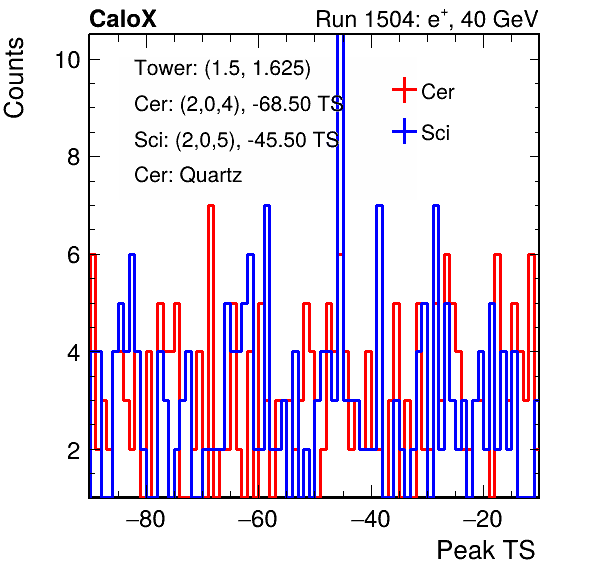 CaloX Run 1504: e⁺, 40 GeV
Counts
Tower: (1.5, 1.625)
Cer: (2,0,4), -68.50 TS
Sci: (2,0,5), -45.50 TS
Cer: Quartz
Cer
Sci
10
8
6
4
2
−80 −60 −40 −20
Peak TS